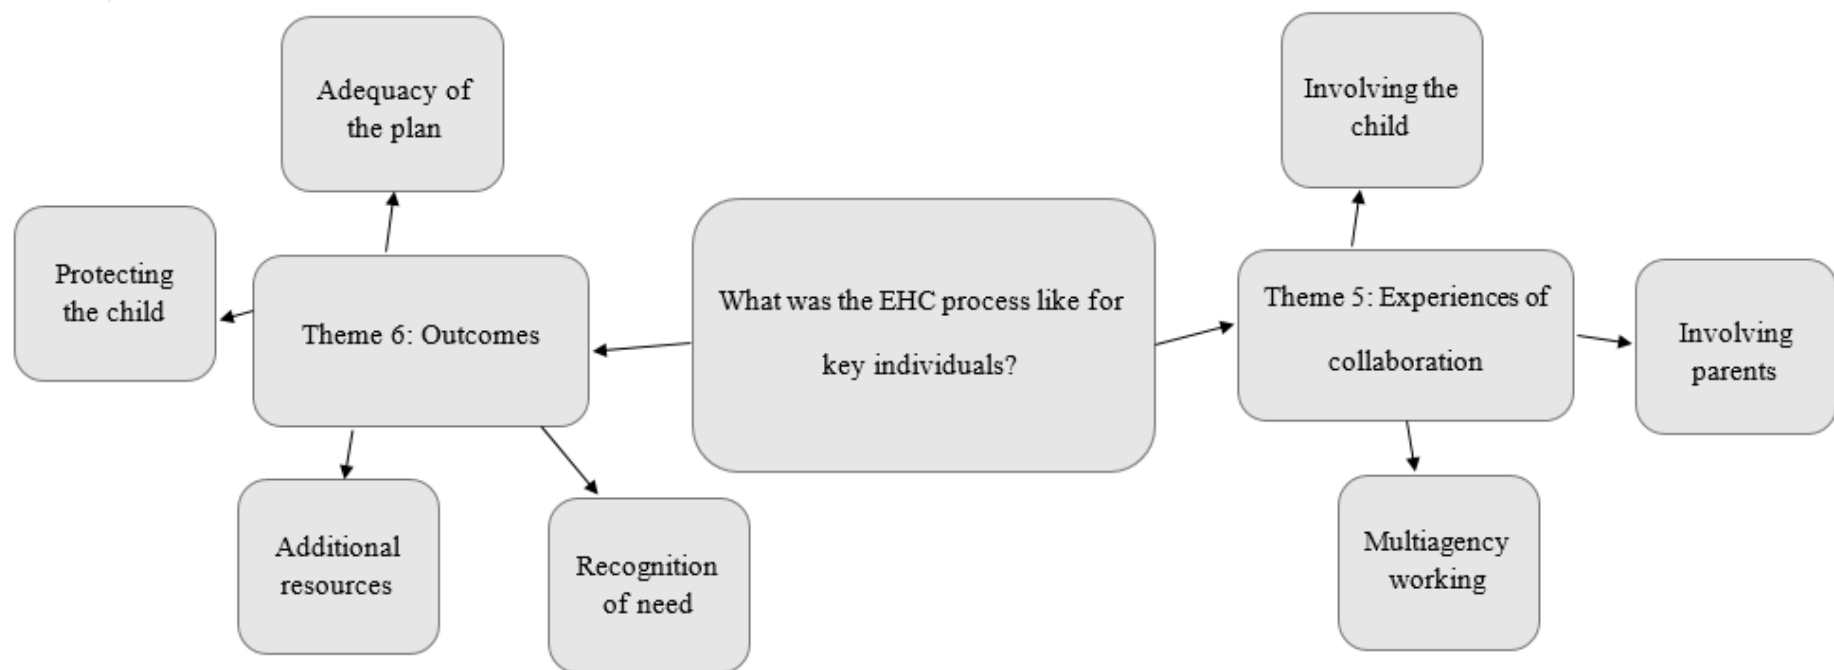 Adequacy of
the plan
Involving the
child
Protecting
the child
Theme 6: Outcomes
What was the EHC process like for
key individuals?
Theme 5: Experiences of
collaboration
Involving
parents
Additional
resources
Recognition
of need
Multiagency
working